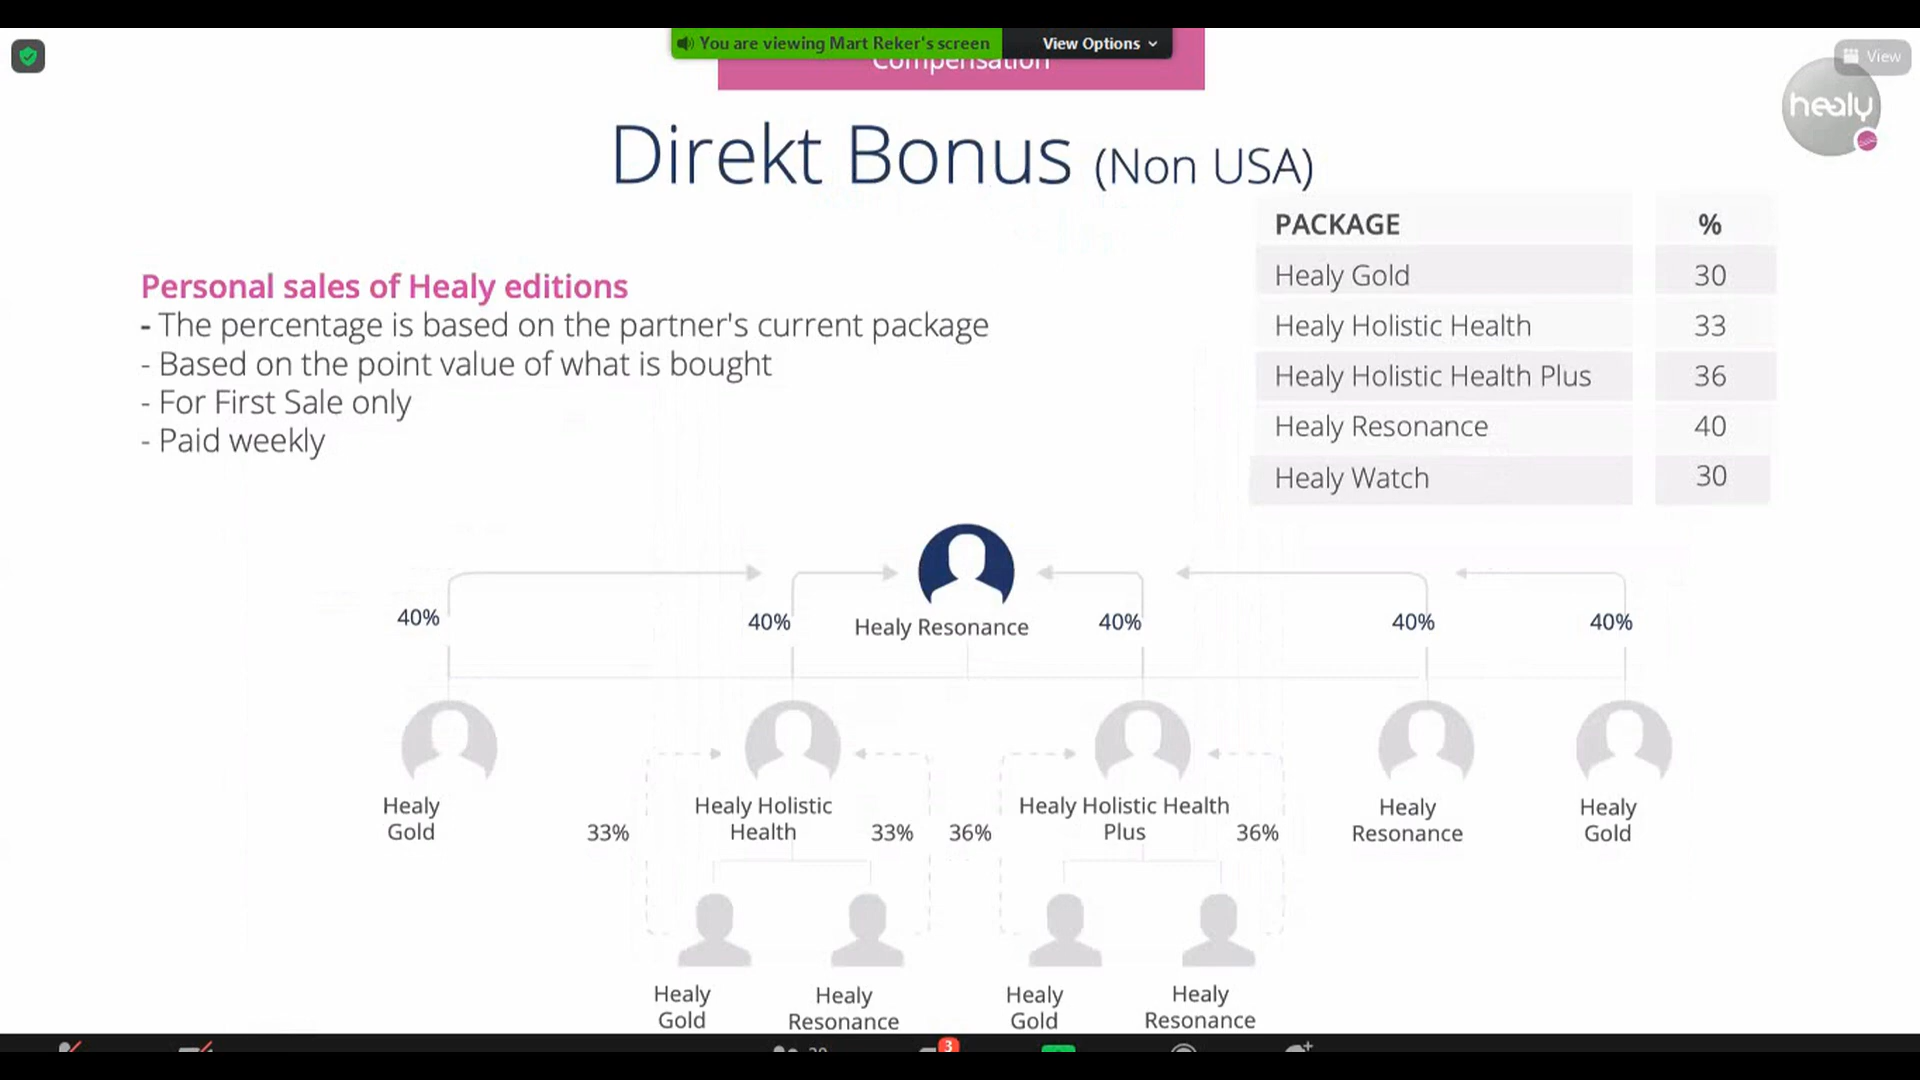 You are viewing Mart Reker's screen
View Options
View
Compensation
healy
Direkt Bonus (Non USA)
PACKAGE %
Healy Gold 30
Healy Holistic Health 33
Healy Holistic Health Plus 36
Healy Resonance 40
Healy Watch 30
Personal sales of Healy editions
- The percentage is based on the partner's current package
- Based on the point value of what is bought
- For First Sale only
- Paid weekly
40% 40% Healy Resonance 40% 40% 40%
Healy
Gold
Healy Holistic
Health
Healy Holistic Health
Plus
Healy
Resonance
Healy
Gold
33% 33% 36% 36%
Healy
Gold
Healy
Resonance
Healy
Gold
Healy
Resonance
3